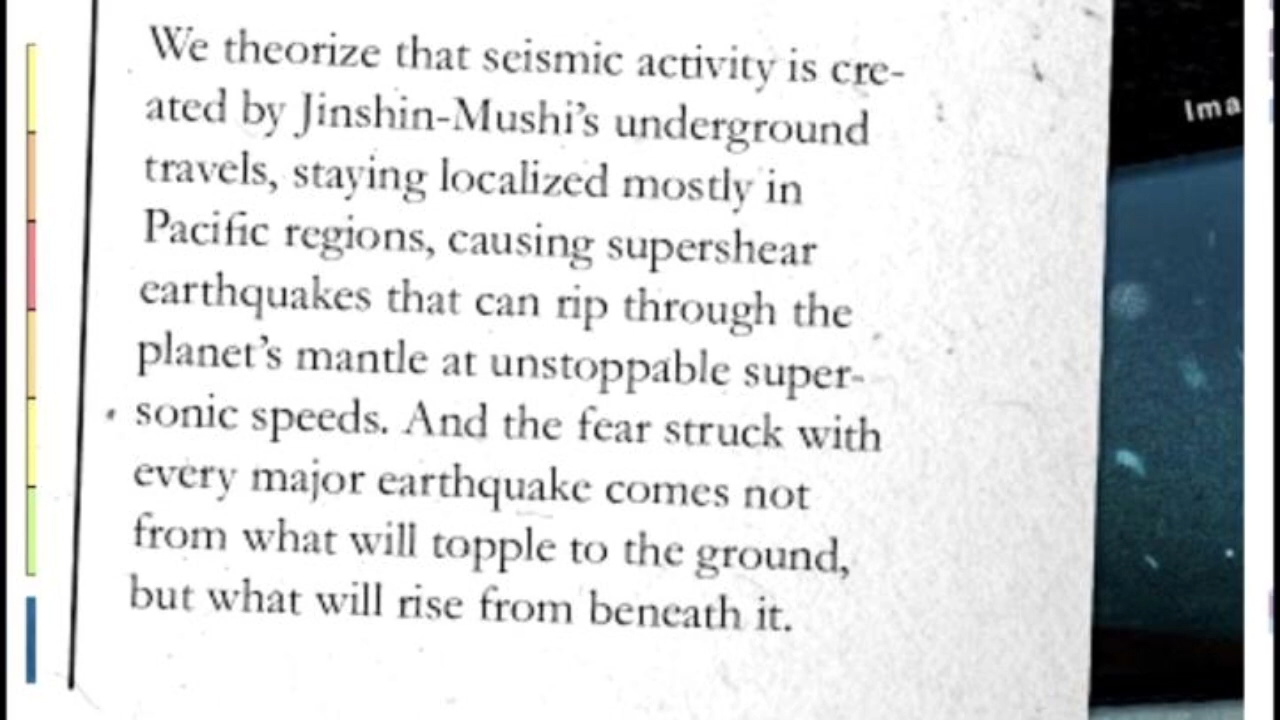 We theorize that seismic activity is cre-
ated by Jinshin-Mushi's underground
travels, staying localized mostly in
Pacific regions, causing supershear
earthquakes that can rip through the
planet's mantle at unstoppable super-
sonic speeds. And the fear struck with
every major earthquake comes not
from what will topple to the ground,
but what will rise from beneath it.
Ima